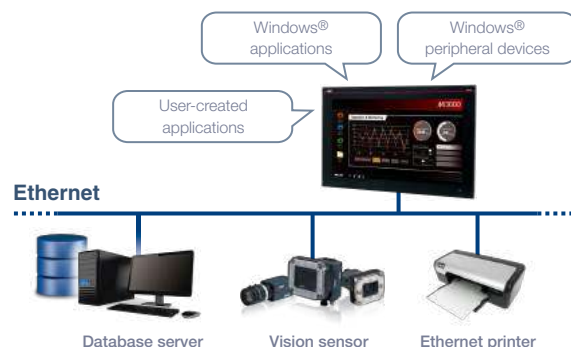 Windows®
applications
Windows®
peripheral devices
User-created
applications
Ethernet
Database server
Vision sensor
Ethernet printer